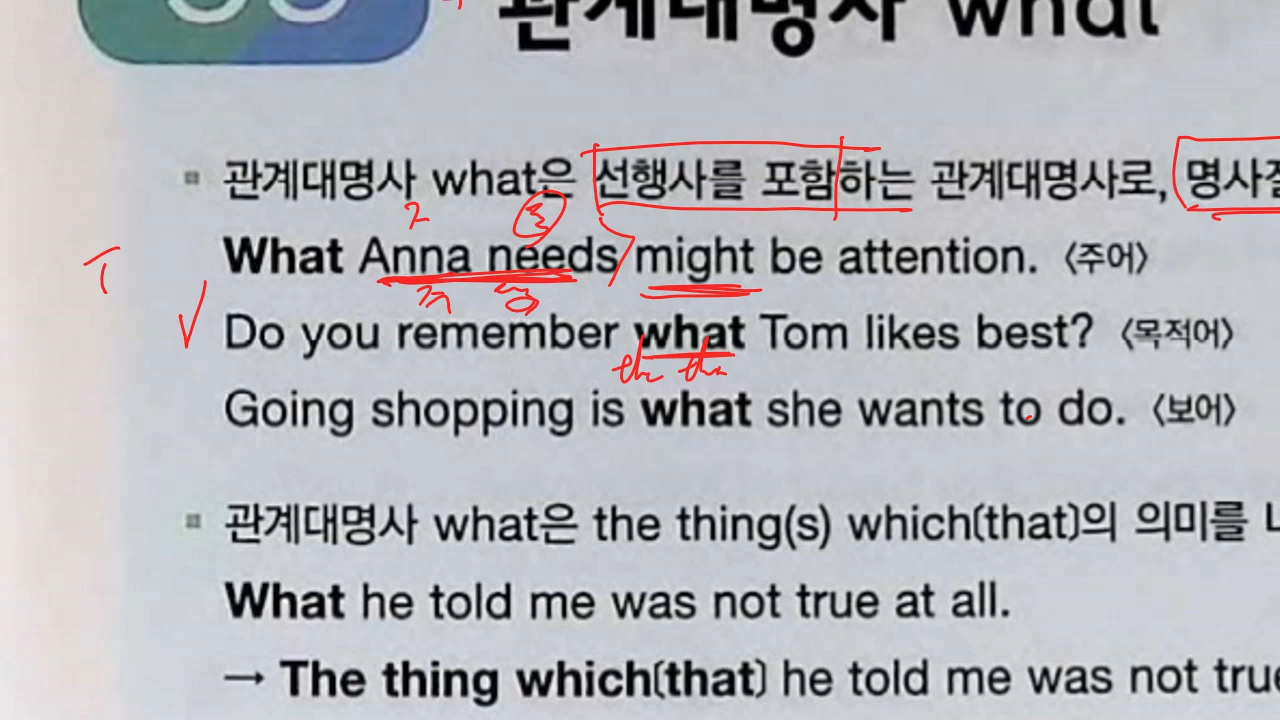 관계대명사 what
관계대명사 what은 선행사를 포함하는 관계대명사로, 명사절
What Anna needs might be attention. 〈주어〉
Do you remember what Tom likes best? 〈목적어〉
Going shopping is what she wants to do. 〈보어〉
관계대명사 what은 the thing(s) which(that)의 의미를
What he told me was not true at all.
→ The thing which(that) he told me was not true